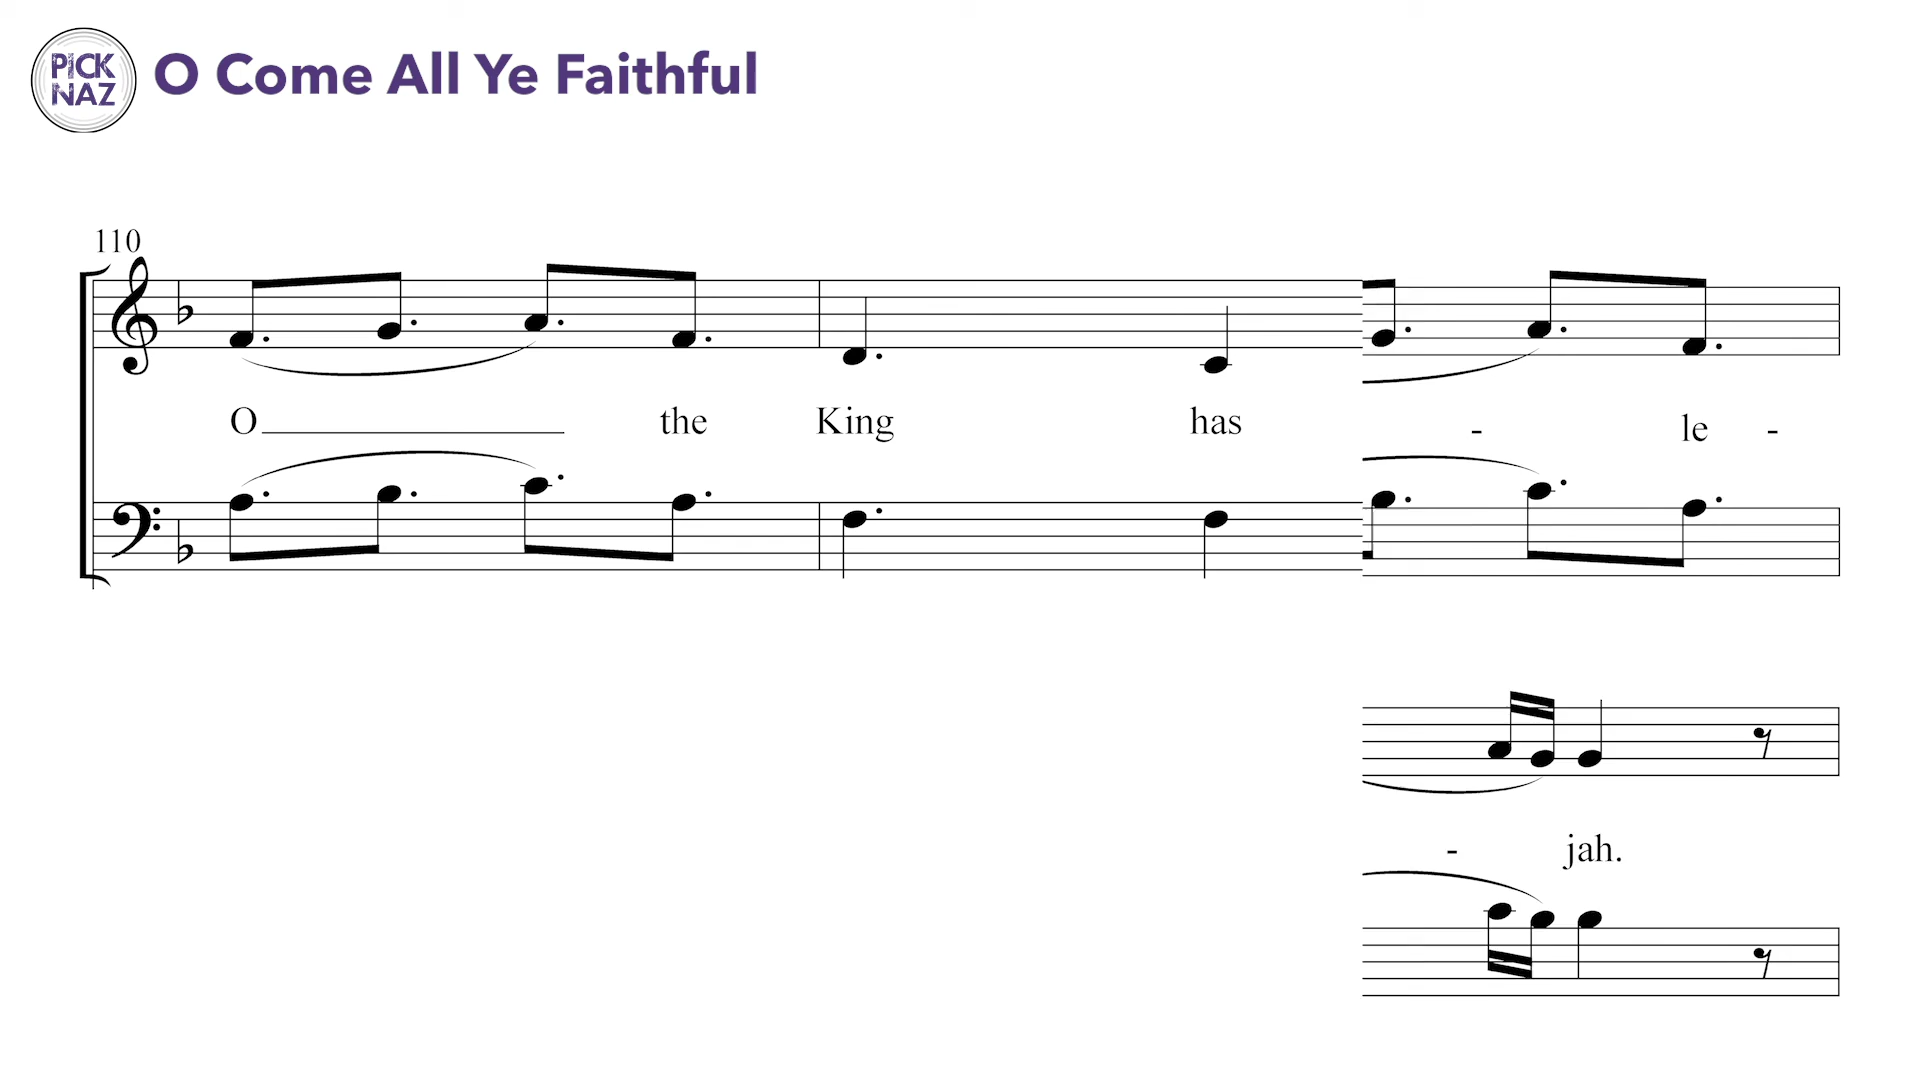 PICK
NAZ
O Come All Ye Faithful
110
O the King has - le -
- jah.